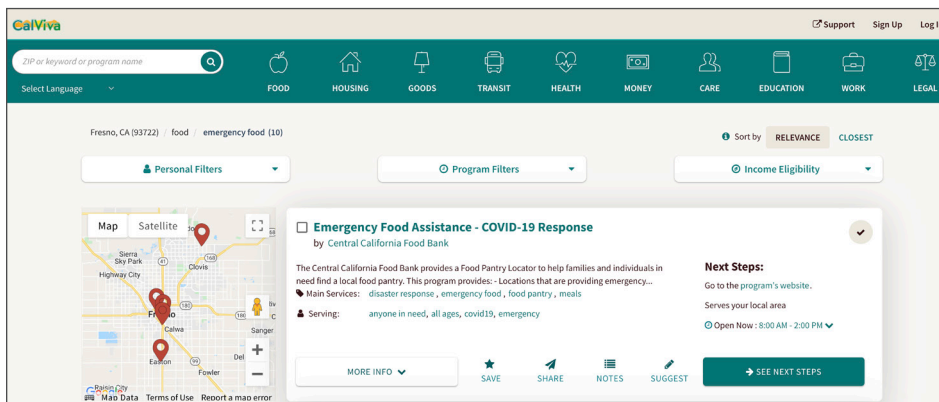 CalViva
Support Sign Up
ZIP or keyword or program name
Select Language
FOOD HOUSING GOODS TRANSIT HEALTH MONEY CARE EDUCATION WORK LEGAL
Fresno, CA (93722) / food / emergency food (10)
Sort by RELEVANCE CLOSEST
Personal Filters
Program Filters
Income Eligibility
Map Satellite
Sierra
Sky Park
41
168
Clovis
Highway City
180
180
Fresno
Calwa
Sanger
Easton
99
Del
Fowler
Raisin City
Google
Map Data Terms of Use Report a map error
Emergency Food Assistance - COVID-19 Response
by Central California Food Bank
The Central California Food Bank provides a Food Pantry Locator to help families and individuals in
need find a local food pantry. This program provides: - Locations that are providing emergency...
Main Services: disaster response , emergency food , food pantry , meals
Serving: anyone in need, all ages, covid19, emergency
Next Steps:
Go to the program's website.
Serves your local area
Open Now : 8:00 AM - 2:00 PM
MORE INFO
SAVE SHARE NOTES SUGGEST
SEE NEXT STEPS